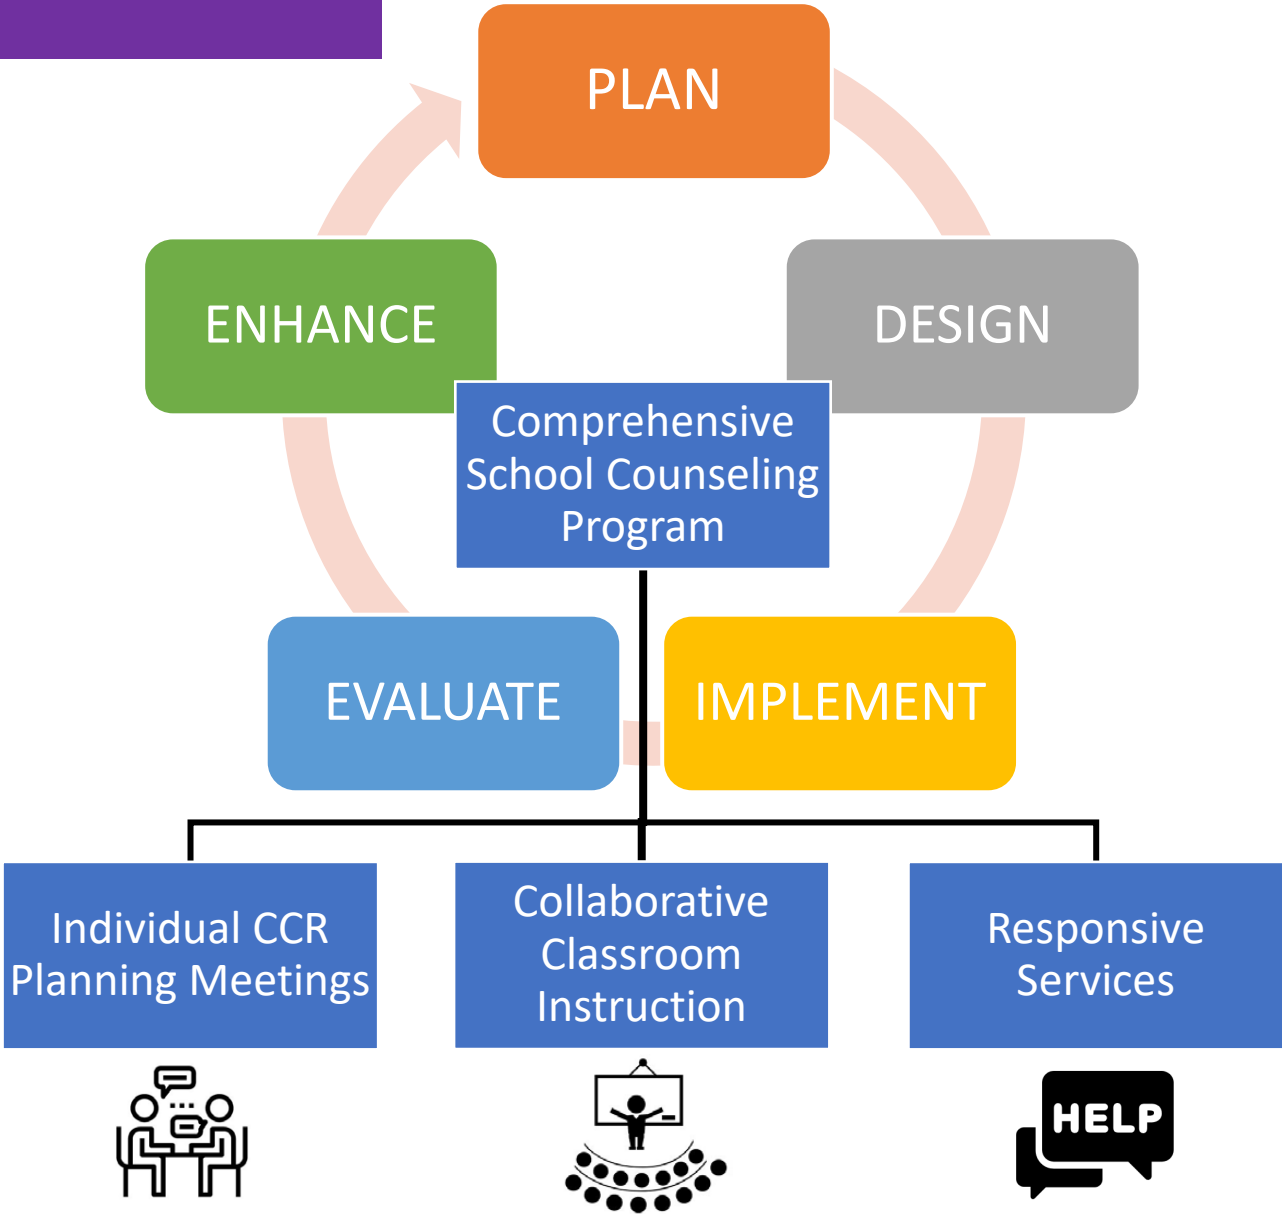 PLAN
ENHANCE
DESIGN
Comprehensive
School Counseling
Program
EVALUATE
IMPLEMENT
Individual CCR
Planning Meetings
Collaborative
Classroom
Instruction
Responsive
Services
HELP